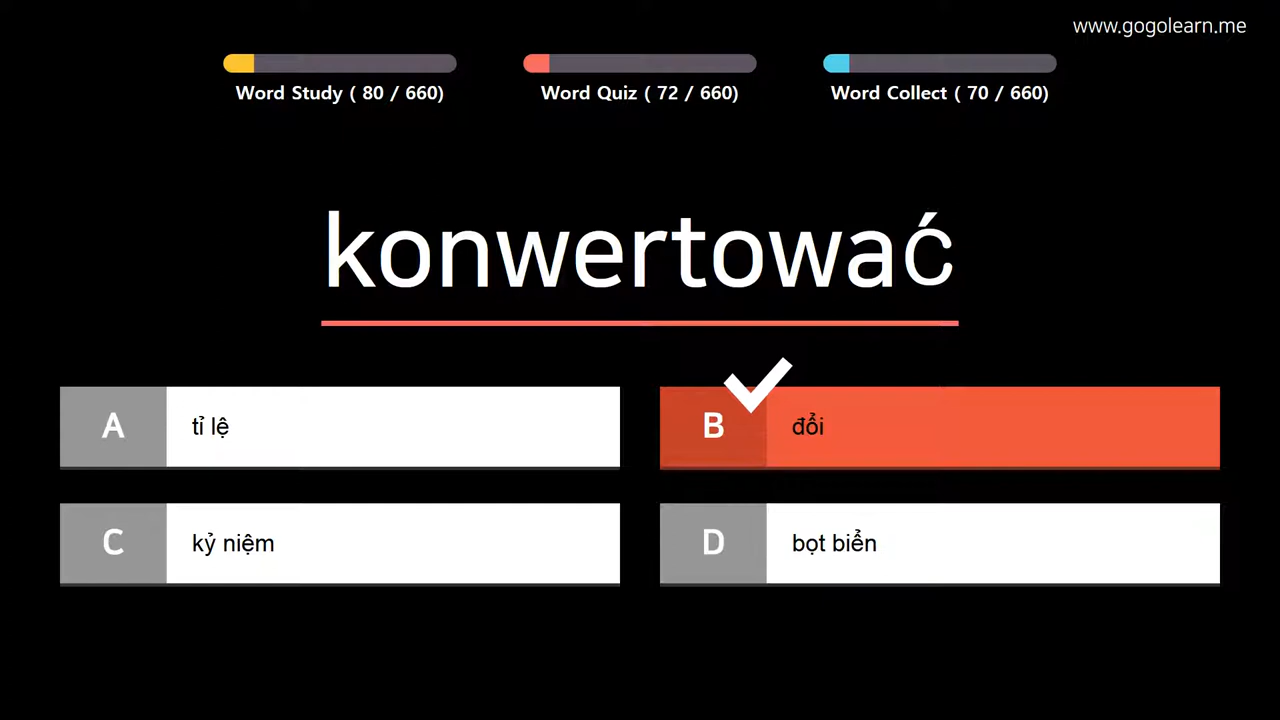 www.gogolearn.me
Word Study ( 80 / 660)
Word Quiz ( 72 / 660)
Word Collect ( 70 / 660)
konwertować
A tỉ lệ
B đổi
C kỷ niệm
D bọt biển